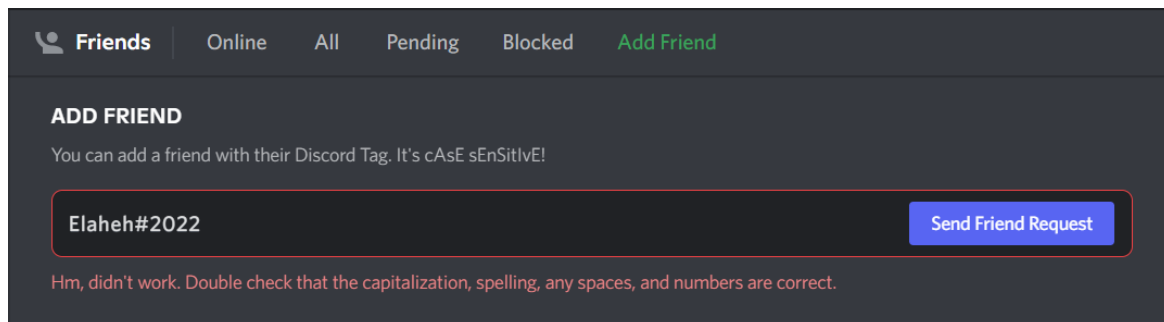 Friends Online All Pending Blocked Add Friend
ADD FRIEND
You can add a friend with their Discord Tag. It's cAsE sEnSitIvE!
Elaheh#2022 Send Friend Request
Hm, didn't work. Double check that the capitalization, spelling, any spaces, and numbers are correct.